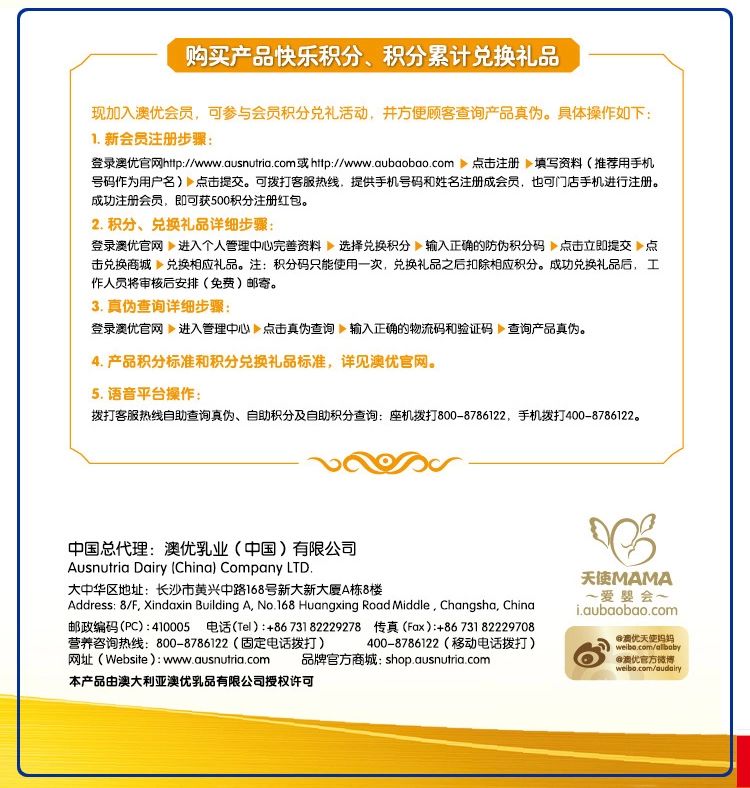 购买产品快乐积分、积分累计兑换礼品
现加入澳优会员，可参与会员积分兑礼活动，并方便顾客查询产品真伪。具体操作如下：
1. 新会员注册步骤：
登录澳优官网http://www.ausnutria.com或http://www.aubaobao.com ▶点击注册 ▶填写资料（推荐用手机
号码作为用户名）▶点击提交。可拨打客服热线，提供手机号码和姓名注册成会员，也可门店手机进行注册。
成功注册会员，即可获500积分注册红包。
2. 积分、兑换礼品详细步骤：
登录澳优官网 ▶进入个人管理中心完善资料 ▶ 选择兑换积分 ▶输入正确的防伪积分码 ▶点击立即提交 ▶点
击兑换商城 ▶兑换相应礼品。注：积分码只能使用一次，兑换礼品之后扣除相应积分。成功兑换礼品后，工
作人员将审核后安排（免费）邮寄。
3. 真伪查询详细步骤：
登录澳优官网 ▶进入管理中心 ▶点击真伪查询 ▶输入正确的物流码和验证码 ▶查询产品真伪。
4. 产品积分标准和积分兑换礼品标准，详见澳优官网。
5. 语音平台操作：
拨打客服热线自助查询真伪、自助积分及自助积分查询：座机拨打800-8786122，手机拨打400-8786122。
中国总代理：澳优乳业（中国）有限公司
Ausnutria Dairy (China) Company LTD.
大中华区地址：长沙市黄兴中路168号新大新大厦A栋8楼
Address: 8/F, Xindaxin Building A, No.168 Huangxing Road Middle , Changsha, China
邮政编码(PC)：410005 电话(Tel)：+86 731 82229278 传真(Fax)：+86 731 82229708
营养咨询热线：800-8786122（固定电话拨打） 400-8786122（移动电话拨打）
网址（Website）：www.ausnutria.com 品牌官方商城：shop.ausnutria.com
本产品由澳大利亚澳优乳品有限公司授权许可
天使MAMA
～爱婴会～
i.aubaobao.com
@澳优天使妈妈
weibo.com/allbaby
@澳优官方微博
weibo.com/audairy